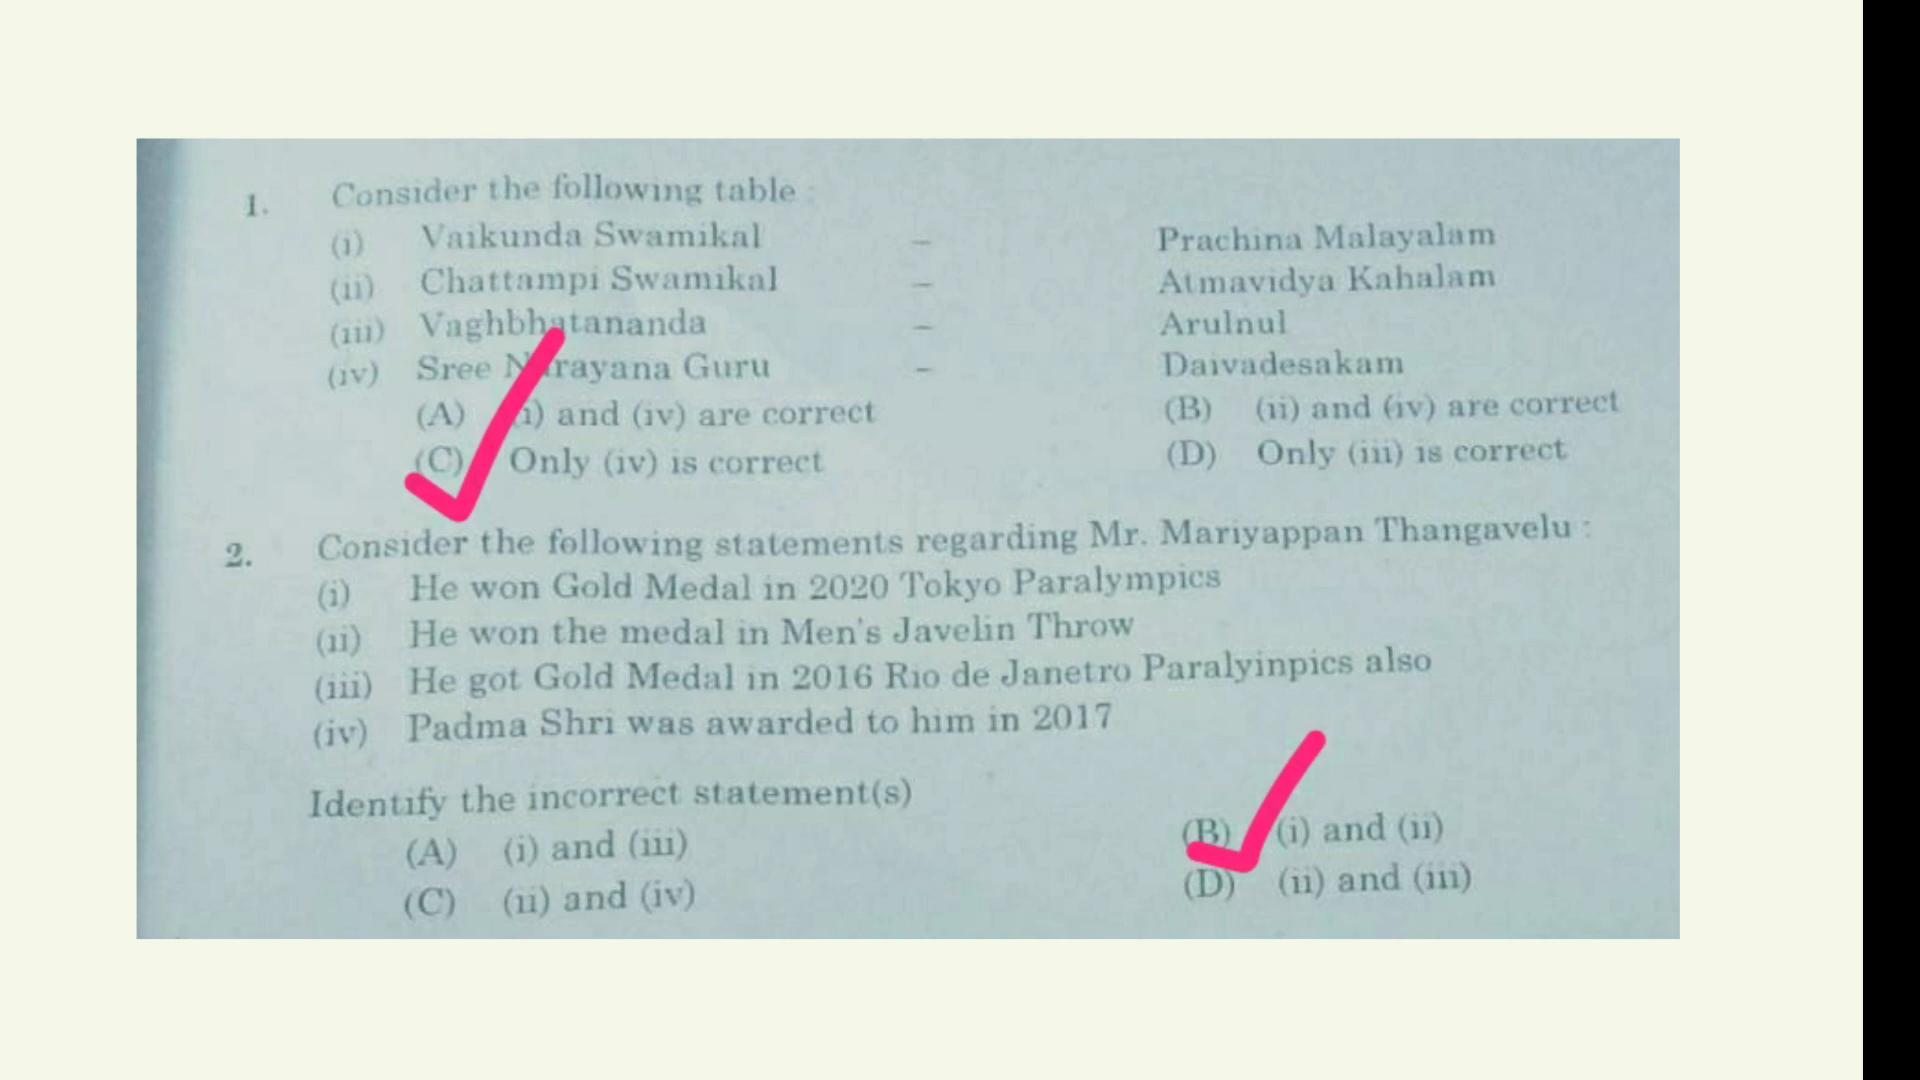 1. Consider the following table :
(i) Vaikunda Swamikal – Prachina Malayalam
(ii) Chattampi Swamikal – Atmavidya Kahalam
(iii) Vaghbhatananda – Arulnul
(iv) Sree Narayana Guru – Daivadesakam
(A) (i) and (iv) are correct (B) (ii) and (iv) are correct
(C) Only (iv) is correct (D) Only (iii) is correct
2. Consider the following statements regarding Mr. Mariyappan Thangavelu :
(i) He won Gold Medal in 2020 Tokyo Paralympics
(ii) He won the medal in Men's Javelin Throw
(iii) He got Gold Medal in 2016 Rio de Janetro Paralyinpics also
(iv) Padma Shri was awarded to him in 2017
Identify the incorrect statement(s)
(A) (i) and (iii) (B) (i) and (ii)
(C) (ii) and (iv) (D) (ii) and (iii)